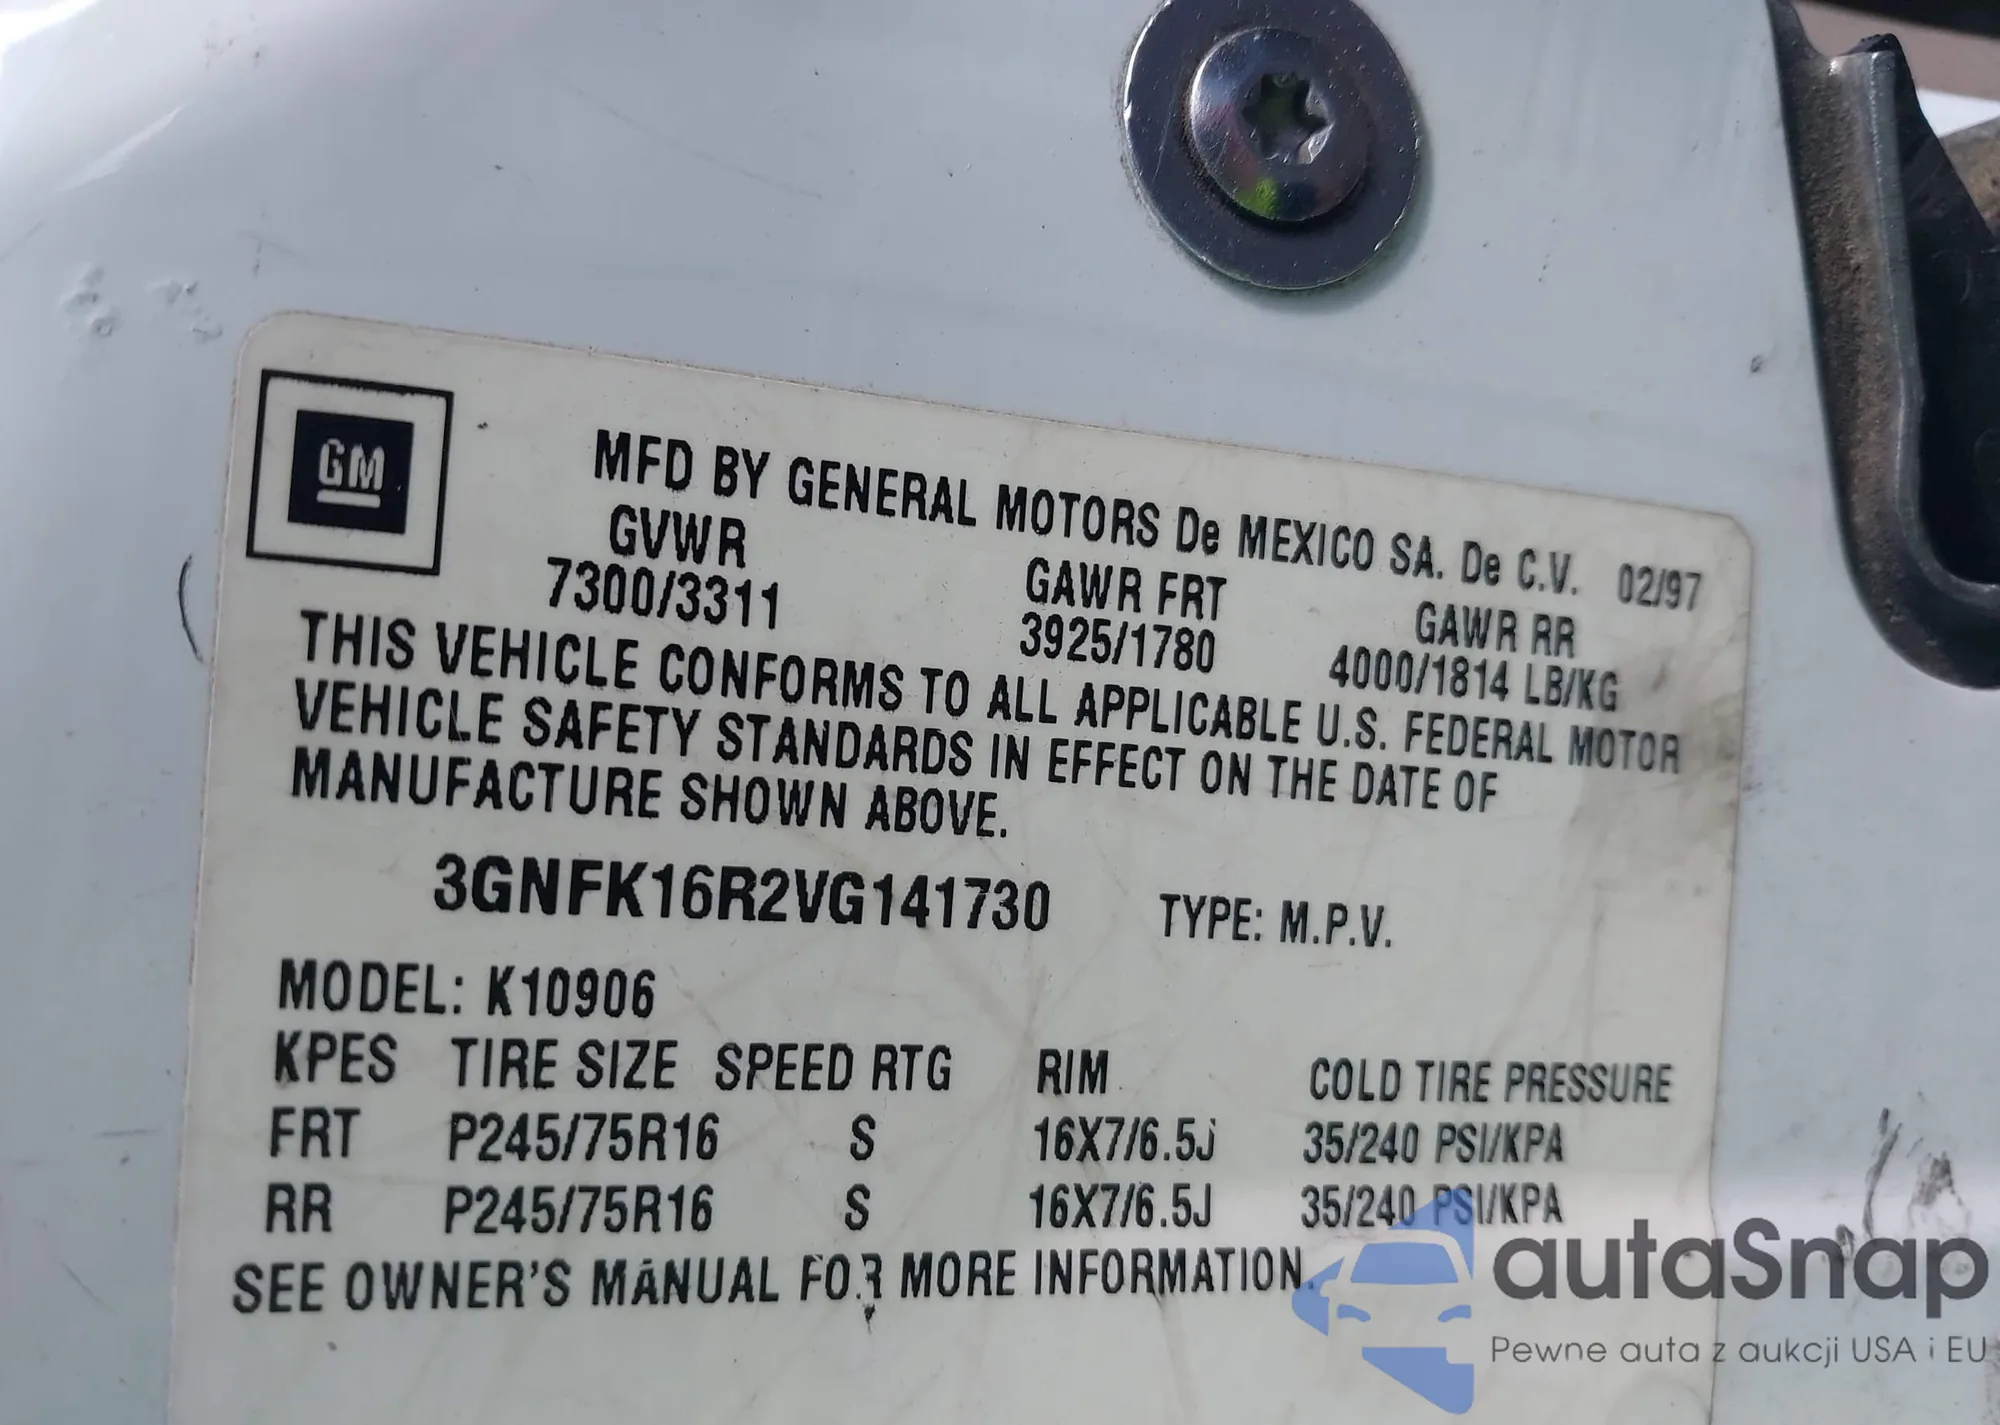 GM
MFD BY GENERAL MOTORS De MEXICO SA. De C.V. 02/97
GVWR GAWR FRT GAWR RR
7300/3311 3925/1780 4000/1814 LB/KG
THIS VEHICLE CONFORMS TO ALL APPLICABLE U.S. FEDERAL MOTOR
VEHICLE SAFETY STANDARDS IN EFFECT ON THE DATE OF
MANUFACTURE SHOWN ABOVE.
3GNFK16R2VG141730 TYPE: M.P.V.
MODEL: K10906
KPES TIRE SIZE SPEED RTG RIM COLD TIRE PRESSURE
FRT P245/75R16 S 16X7/6.5J 35/240 PSI/KPA
RR P245/75R16 S 16X7/6.5J 35/240 PSI/KPA
SEE OWNER'S MANUAL FOR MORE INFORMATION.
autaSnap
Pewne auta z aukcji USA i EU